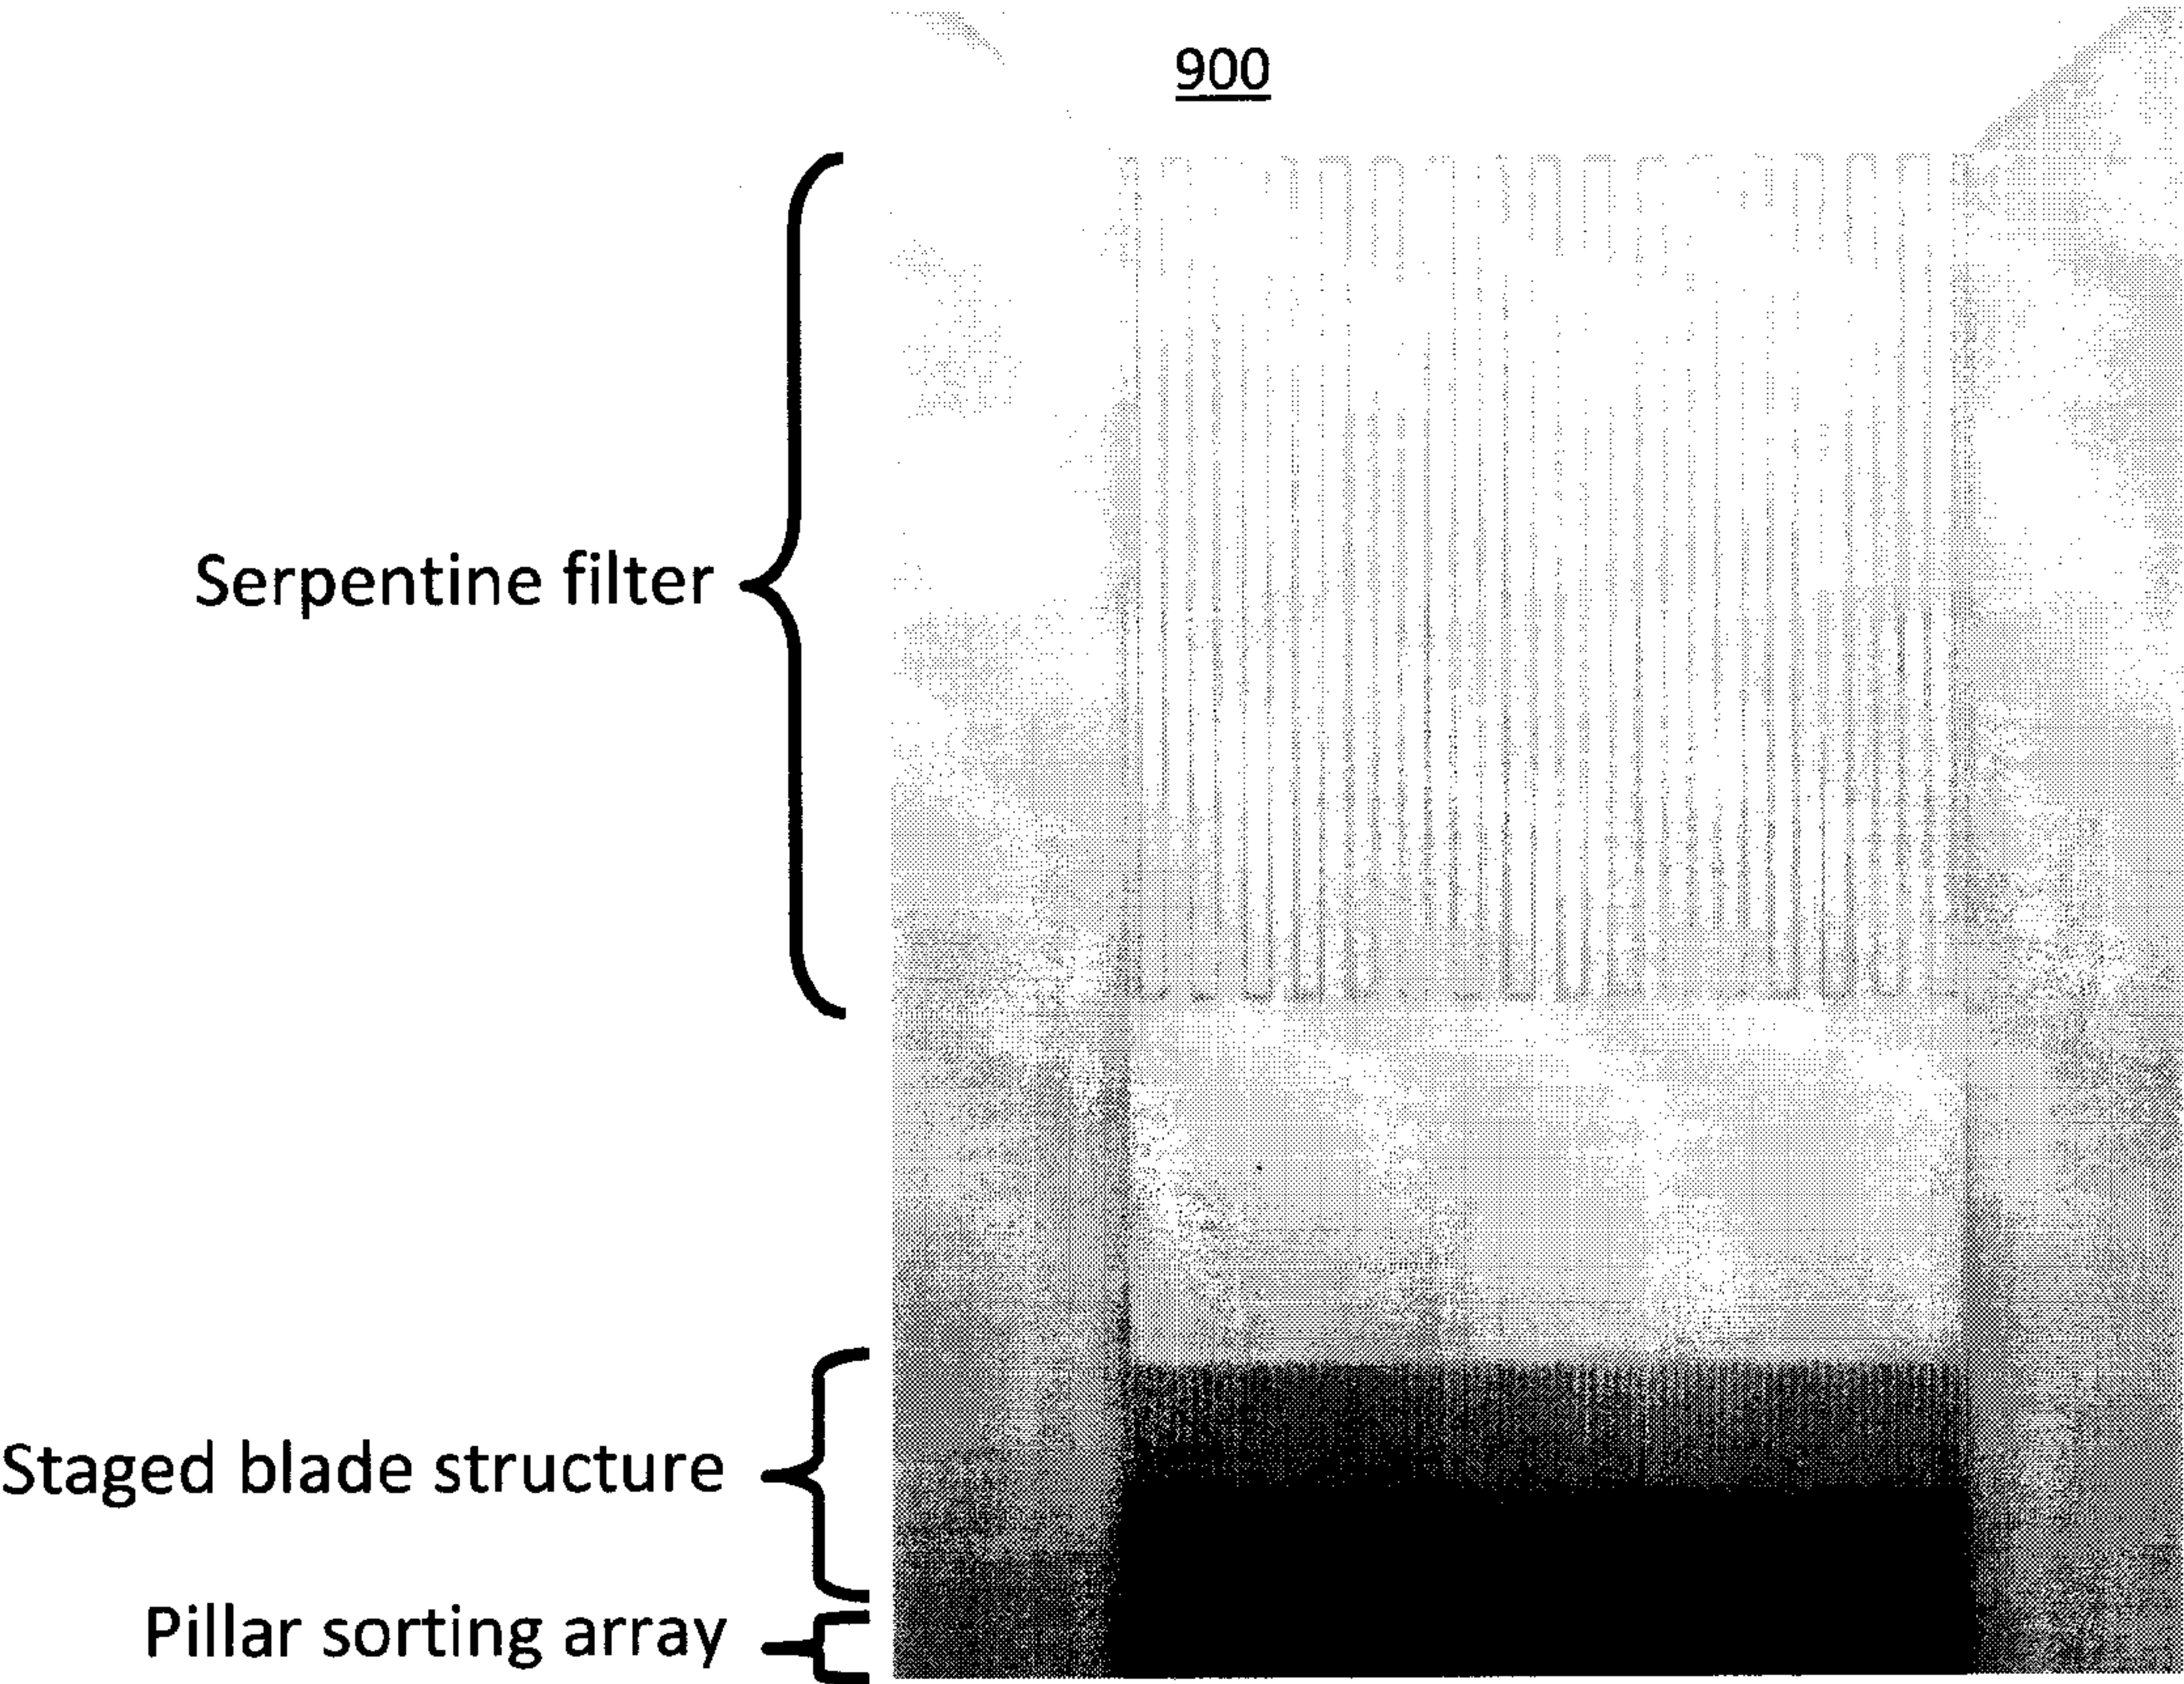 900
Serpentine filter
Staged blade structure
Pillar sorting array